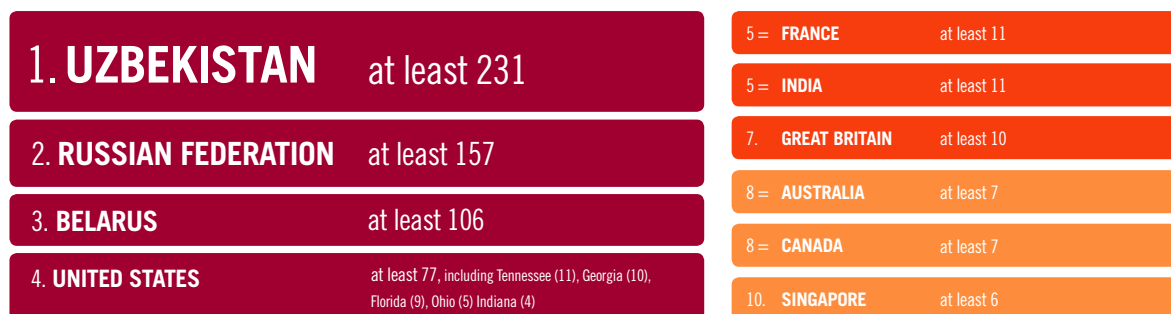 1. UZBEKISTAN at least 231
2. RUSSIAN FEDERATION at least 157
3. BELARUS at least 106
4. UNITED STATES at least 77, including Tennessee (11), Georgia (10),
Florida (9), Ohio (5) Indiana (4)
5 = FRANCE at least 11
5 = INDIA at least 11
7. GREAT BRITAIN at least 10
8 = AUSTRALIA at least 7
8 = CANADA at least 7
10. SINGAPORE at least 6